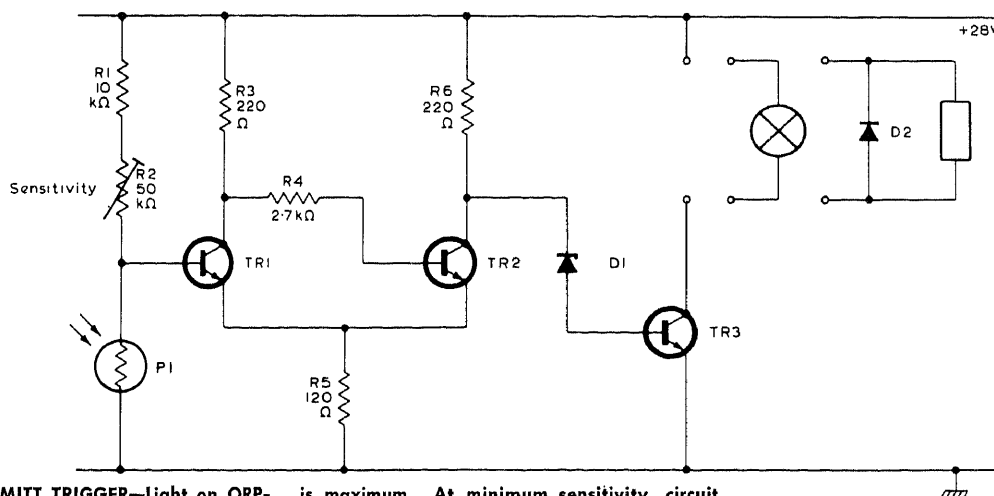 +28V
R1
10
kΩ
R3
220
Ω
R6
220
Ω
D2
Sensitivity
R2
50
kΩ
R4
2·7kΩ
TR1
TR2
D1
TR3
P1
R5
120
Ω
MITT TRIGGER—Light on ORP- is maximum. At minimum sensitivity, circuit